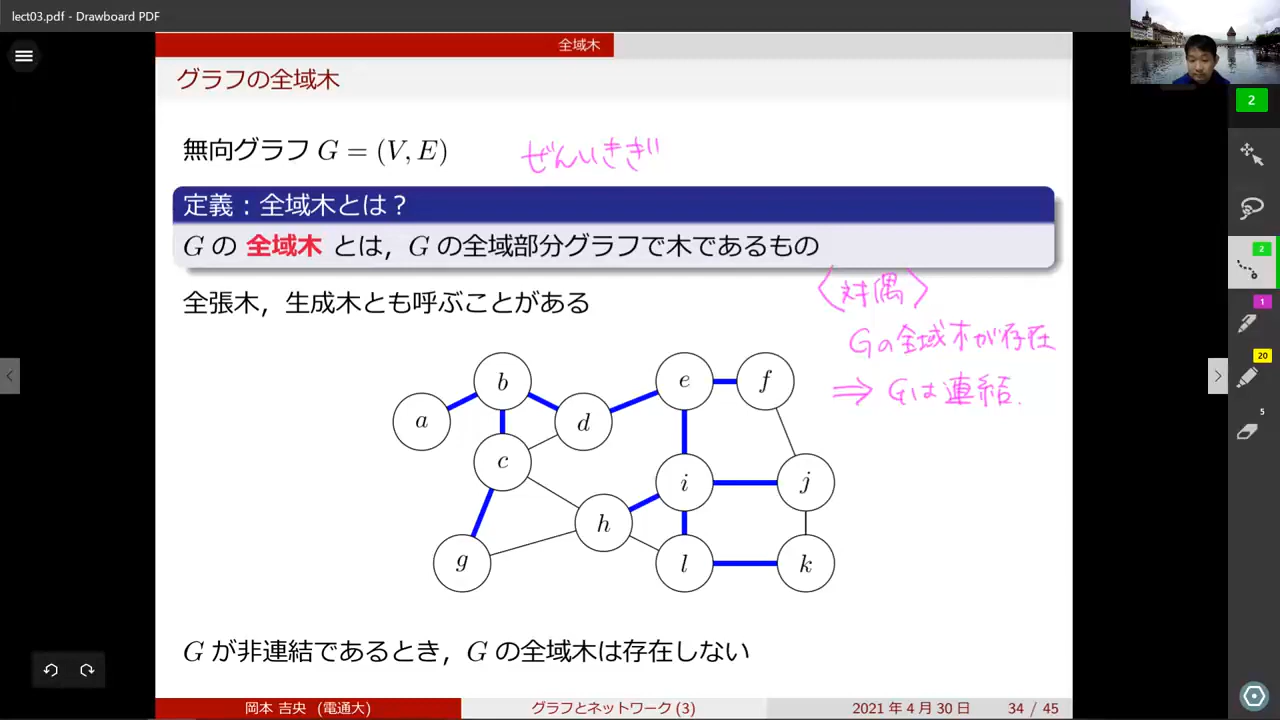 lect03.pdf - Drawboard PDF
全域木
グラフの全域木
無向グラフ G = (V, E)
ぜんいきぎ
定義：全域木とは？
G の 全域木 とは，G の全域部分グラフで木であるもの
全張木，生成木とも呼ぶことがある
〈対偶〉
Gの全域木が存在
⇒ Gは連結.
b
e
f
a
d
c
i
j
h
g
l
k
G が非連結であるとき，G の全域木は存在しない
岡本 吉央 (電通大)
グラフとネットワーク (3)
2021 年 4 月 30 日
34 / 45
2
2
1
20
5